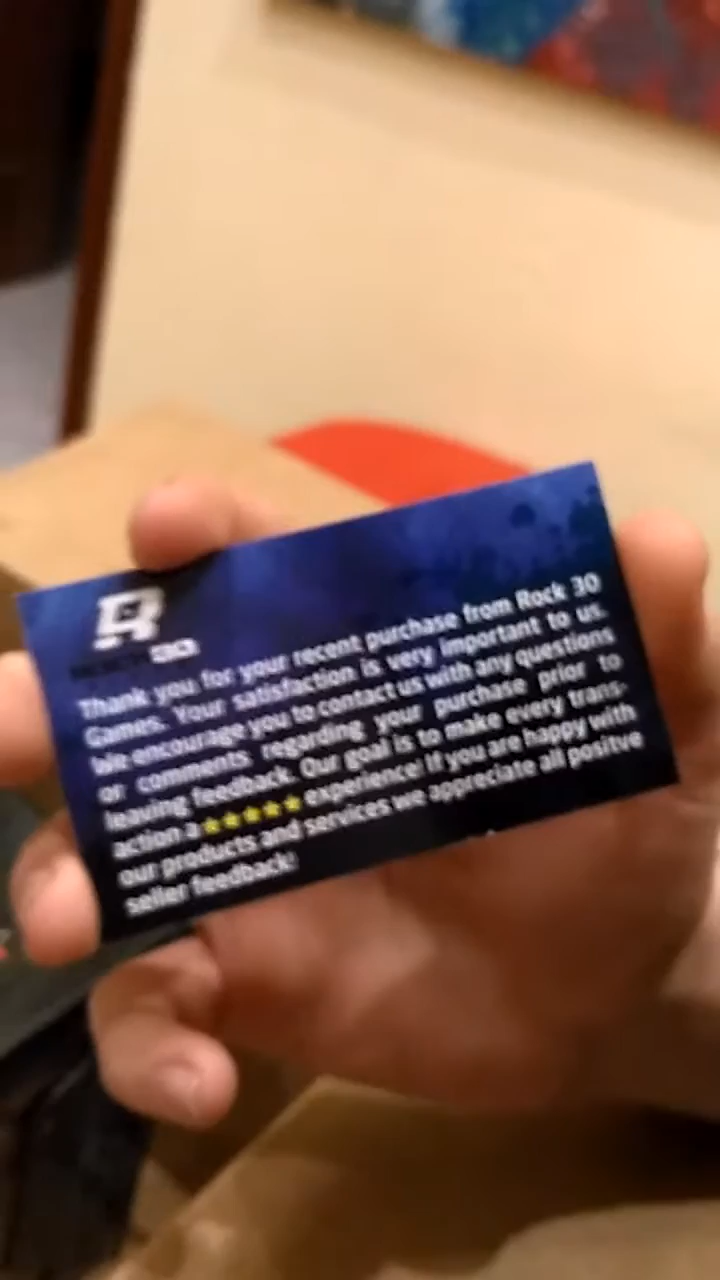 R
ROCK 30
Thank you for your recent purchase from Rock 30
Games. Your satisfaction is very important to us.
We encourage you to contact us with any questions
or comments regarding your purchase prior to
leaving feedback. Our goal is to make every trans-
action a ★★★★★ experience! If you are happy with
our products and services we appreciate all positve
seller feedback!